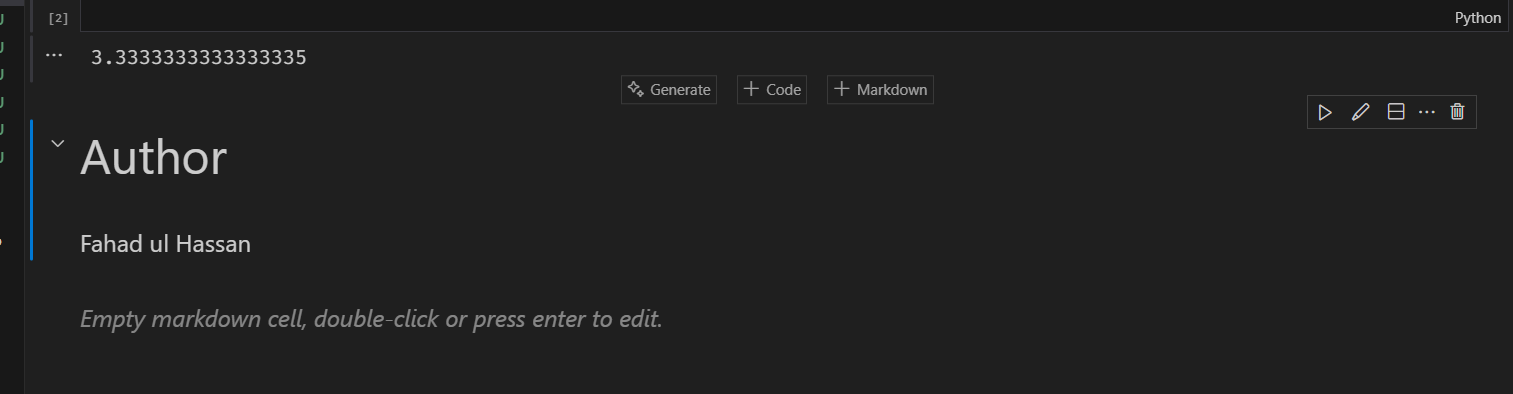 U
[2]
Python
U
... 3.3333333333333335
U
Generate
Code
Markdown
U
U
Author
U
Fahad ul Hassan
Empty markdown cell, double-click or press enter to edit.